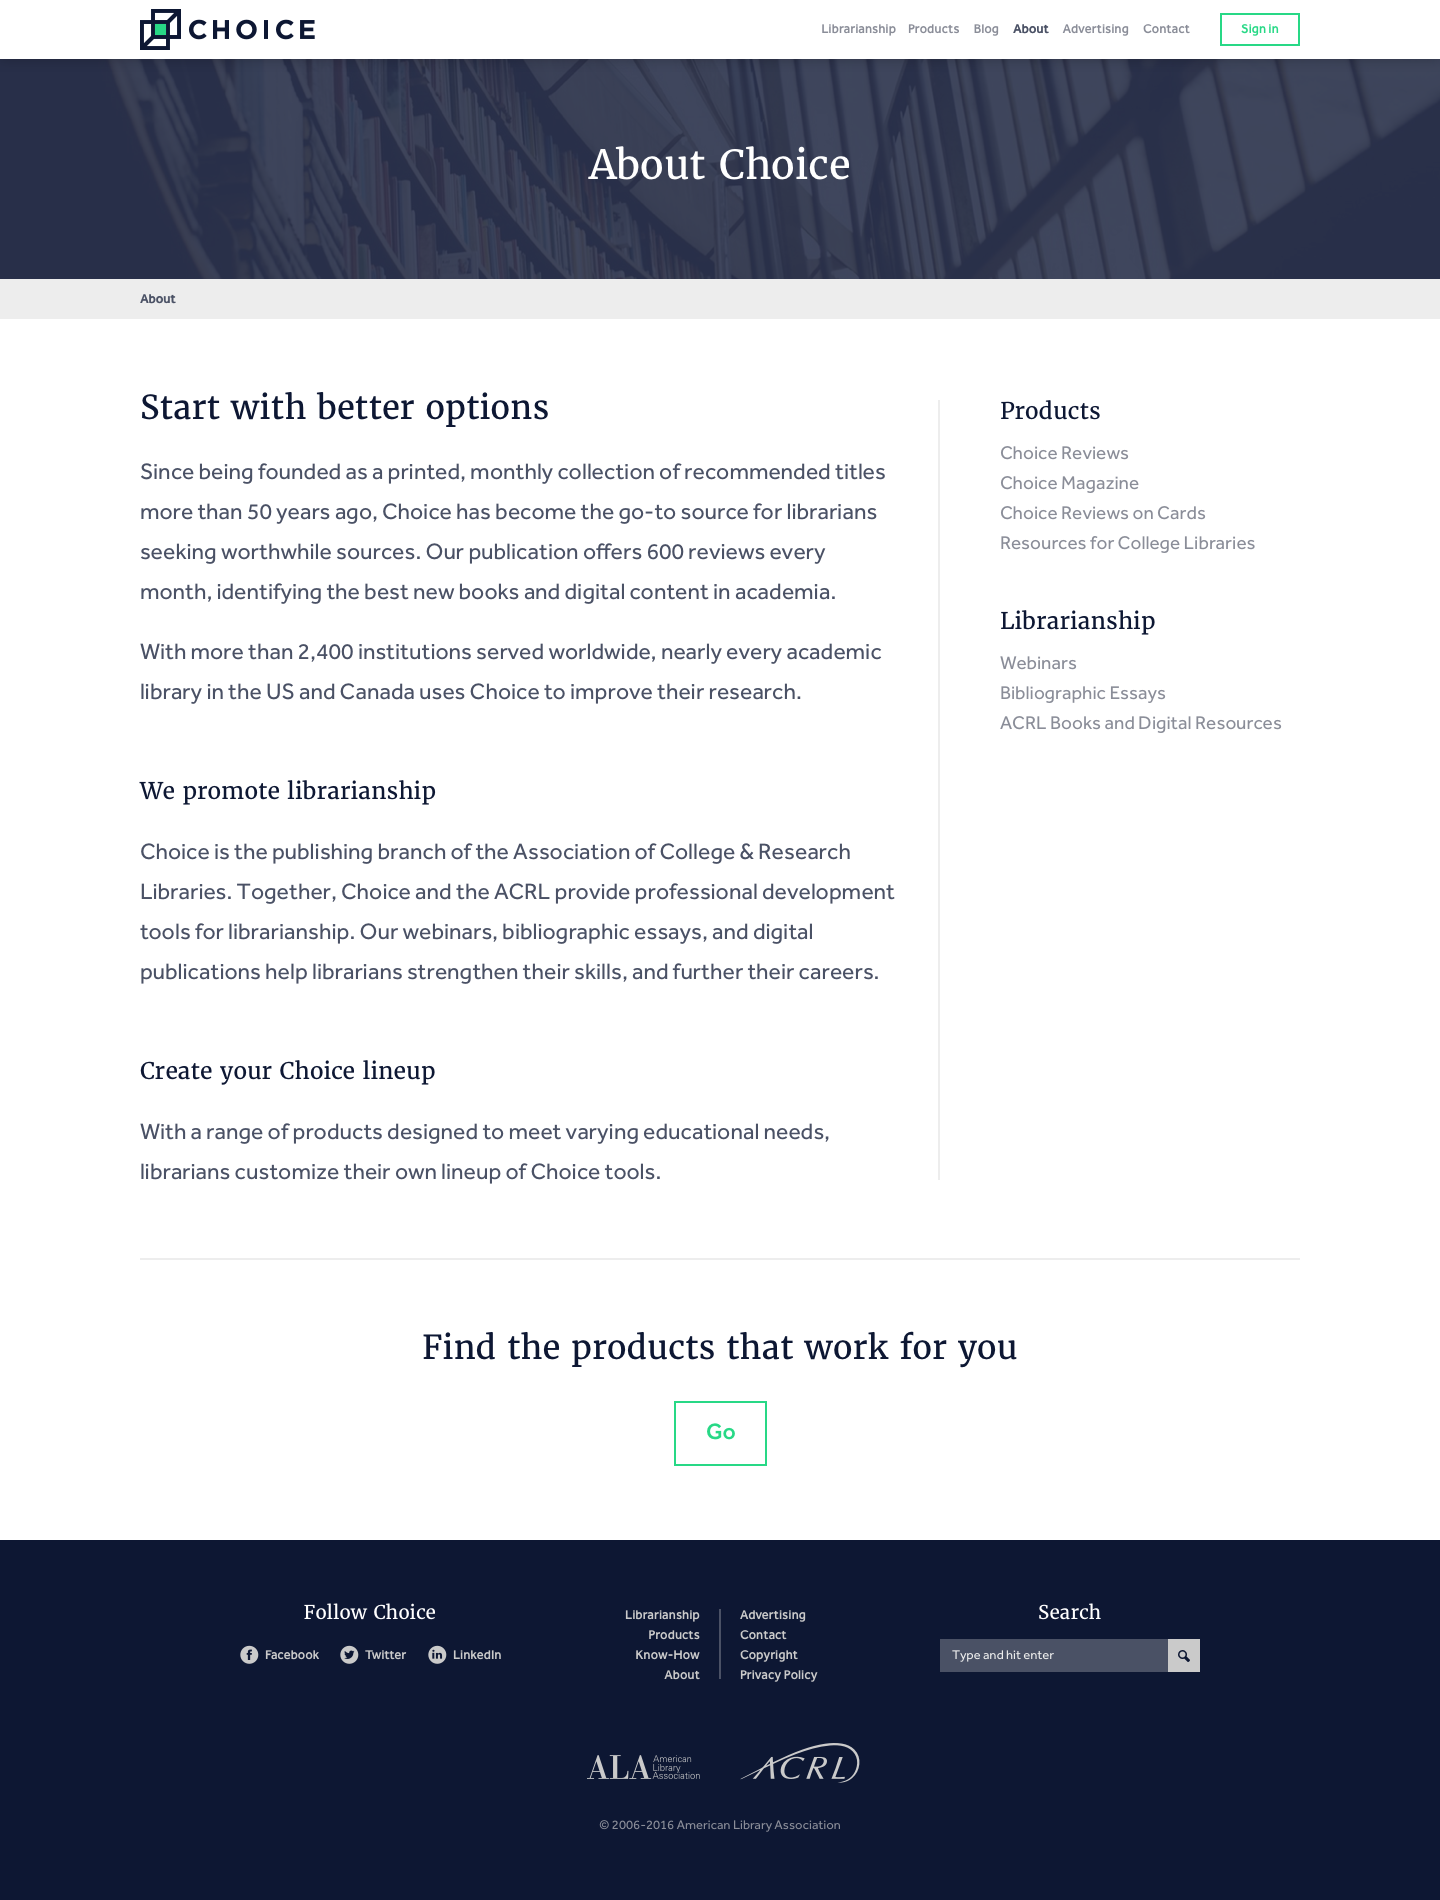 CHOICE
Librarianship Products Blog About Advertising Contact Sign in
About Choice
About
Start with better options
Since being founded as a printed, monthly collection of recommended titles
more than 50 years ago, Choice has become the go-to source for librarians
seeking worthwhile sources. Our publication offers 600 reviews every
month, identifying the best new books and digital content in academia.
With more than 2,400 institutions served worldwide, nearly every academic
library in the US and Canada uses Choice to improve their research.
We promote librarianship
Choice is the publishing branch of the Association of College & Research
Libraries. Together, Choice and the ACRL provide professional development
tools for librarianship. Our webinars, bibliographic essays, and digital
publications help librarians strengthen their skills, and further their careers.
Create your Choice lineup
With a range of products designed to meet varying educational needs,
librarians customize their own lineup of Choice tools.
Products
Choice Reviews
Choice Magazine
Choice Reviews on Cards
Resources for College Libraries
Librarianship
Webinars
Bibliographic Essays
ACRL Books and Digital Resources
Find the products that work for you
Go
Follow Choice
Facebook Twitter LinkedIn
Librarianship
Products
Know-How
About
Advertising
Contact
Copyright
Privacy Policy
Search
Type and hit enter
ALA
American
Library
Association
ACRL
© 2006-2016 American Library Association